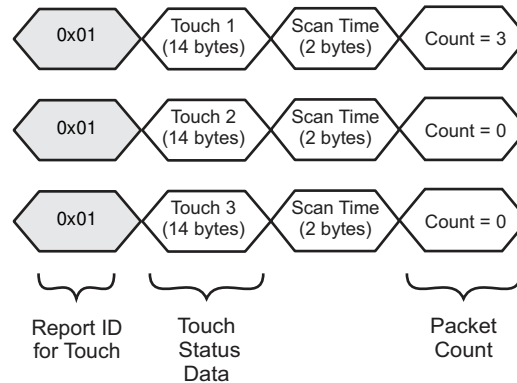 0x01
Touch 1
(14 bytes)
Scan Time
(2 bytes)
Count = 3
0x01
Touch 2
(14 bytes)
Scan Time
(2 bytes)
Count = 0
0x01
Touch 3
(14 bytes)
Scan Time
(2 bytes)
Count = 0
Report ID
for Touch
Touch
Status
Data
Packet
Count